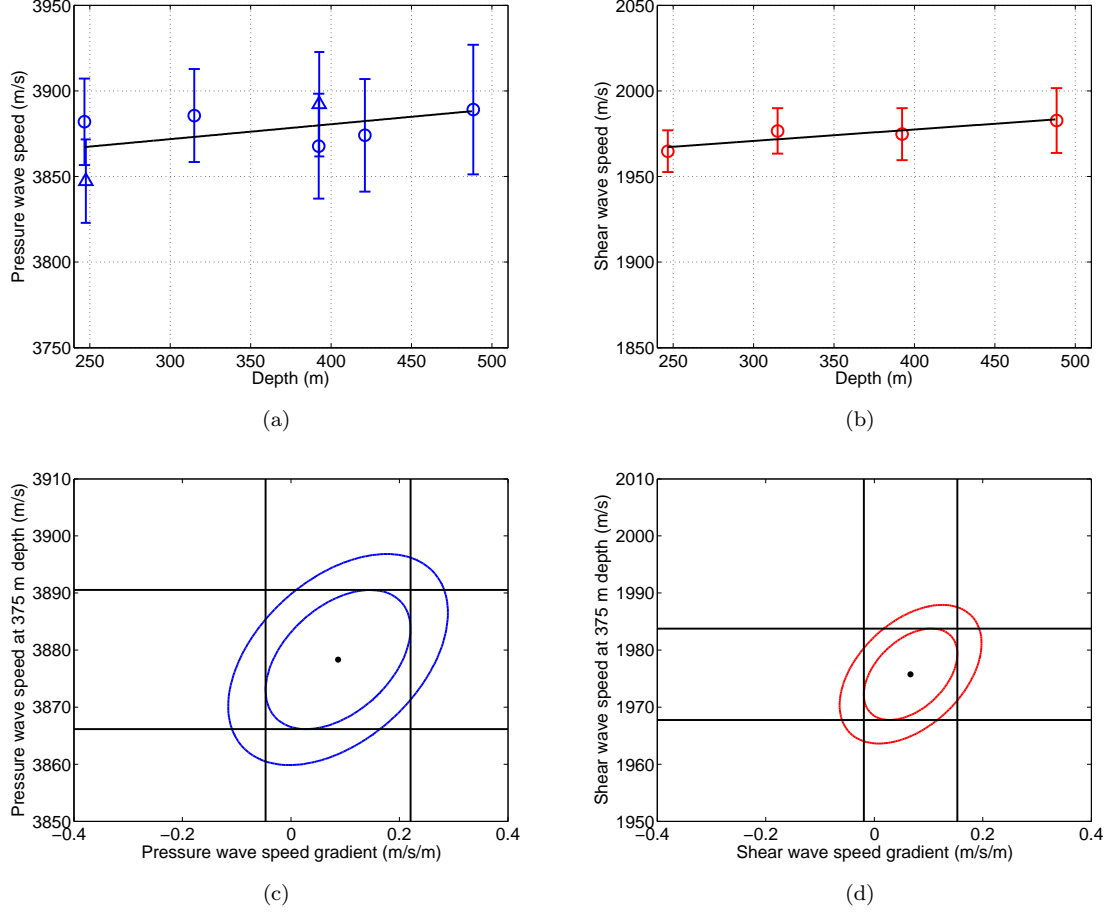 3950
3900
3850
3800
3750
Pressure wave speed (m/s)
250 300 350 400 450 500
Depth (m)
(a)
2050
2000
1950
1900
1850
Shear wave speed (m/s)
250 300 350 400 450 500
Depth (m)
(b)
3910
3900
3890
3880
3870
3860
3850
Pressure wave speed at 375 m depth (m/s)
−0.4 −0.2 0 0.2 0.4
Pressure wave speed gradient (m/s/m)
(c)
2010
2000
1990
1980
1970
1960
1950
Shear wave speed at 375 m depth (m/s)
−0.4 −0.2 0 0.2 0.4
Shear wave speed gradient (m/s/m)
(d)